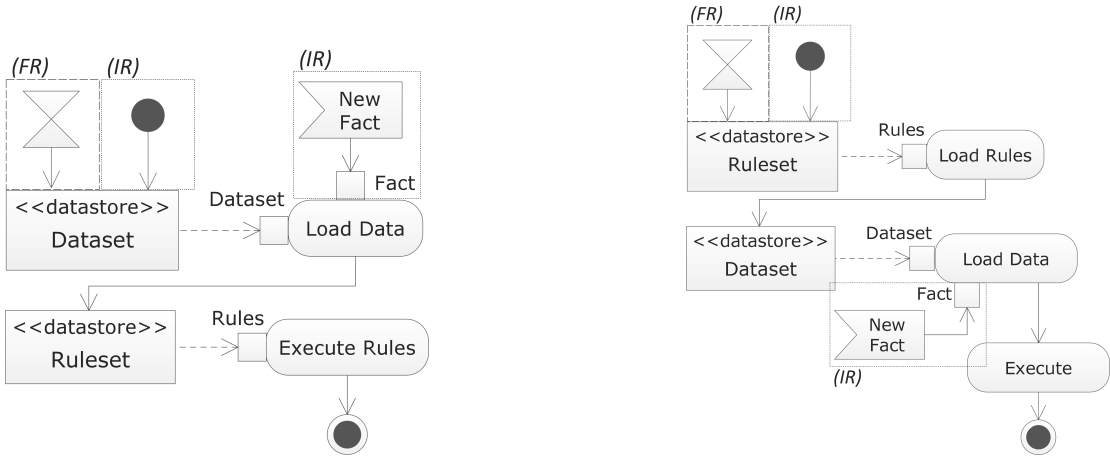 (FR)
(IR)
(IR)
New
Fact
Fact
<<datastore>>
Dataset
Dataset
Load Data
<<datastore>>
Ruleset
Rules
Execute Rules
(FR)
(IR)
<<datastore>>
Ruleset
Rules
Load Rules
<<datastore>>
Dataset
Dataset
Load Data
Fact
New
Fact
(IR)
Execute